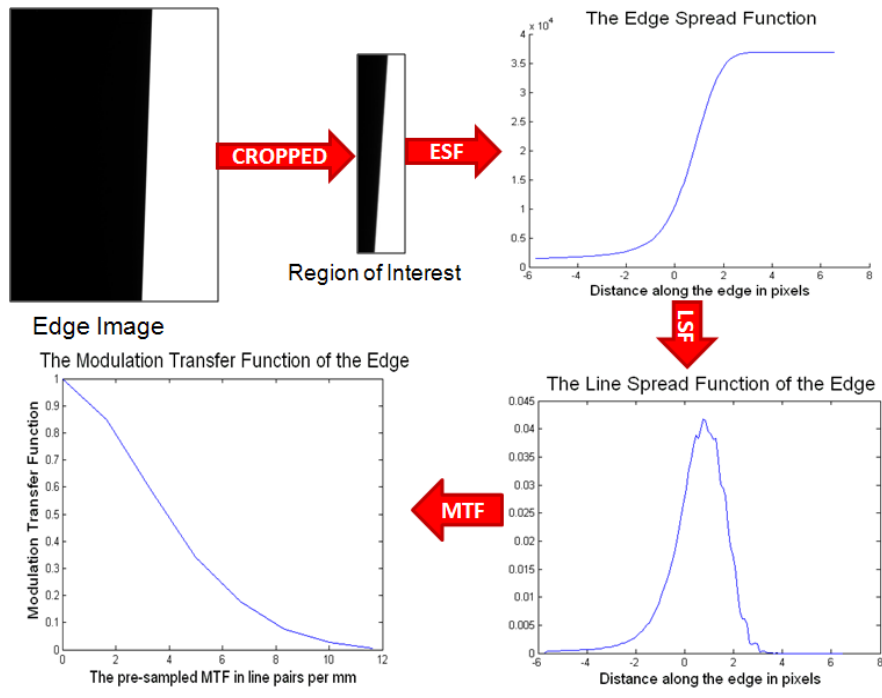 The Edge Spread Function
x 10⁴
4
3.5
3
2.5
2
1.5
1
0.5
0
-6 -4 -2 0 2 4 6 8
Distance along the edge in pixels
CROPPED
ESF
Region of Interest
Edge Image
LSF
The Modulation Transfer Function of the Edge
Modulation Transfer Function
1
0.9
0.8
0.7
0.6
0.5
0.4
0.3
0.2
0.1
0
0 2 4 6 8 10 12
The pre-sampled MTF in line pairs per mm
MTF
The Line Spread Function of the Edge
0.045
0.04
0.035
0.03
0.025
0.02
0.015
0.01
0.005
0
-6 -4 -2 0 2 4 6 8
Distance along the edge in pixels